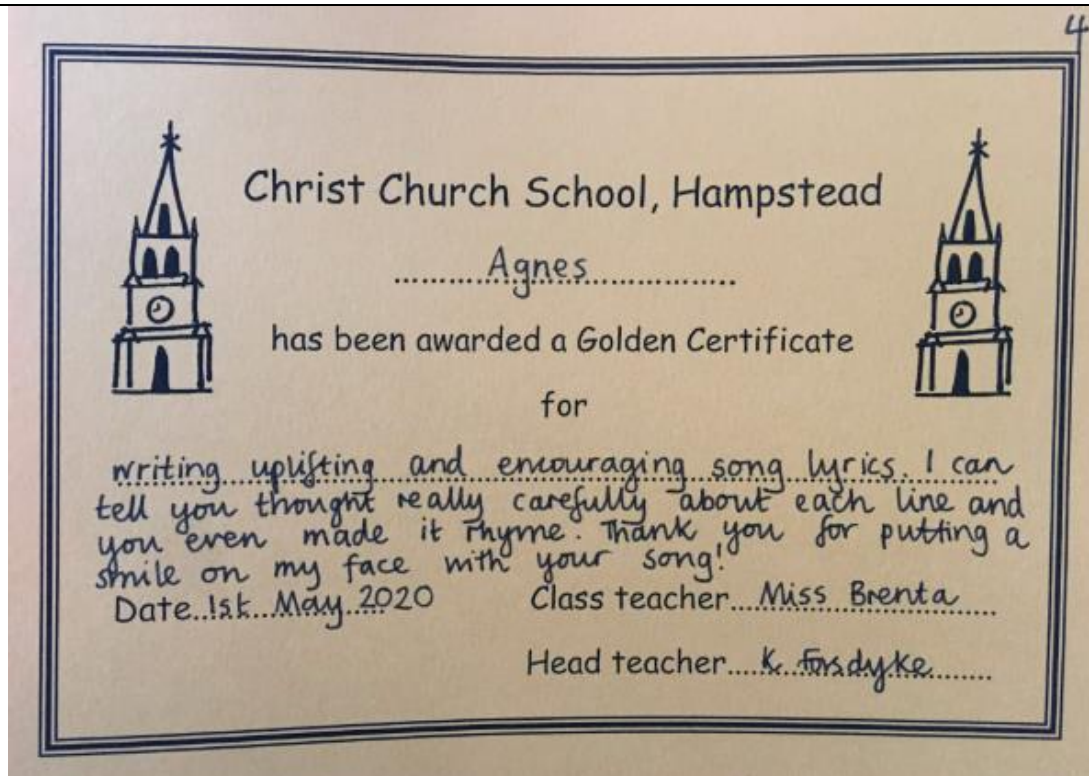 4
Christ Church School, Hampstead
.........Agnes..............................
has been awarded a Golden Certificate
for
writing uplifting and encouraging song lyrics. I can
tell you thought really carefully about each line and
you even made it rhyme. Thank you for putting a
smile on my face with your song!
Date..1st..May..2020 Class teacher...Miss Brenta......
Head teacher....K. Forsdyke.......